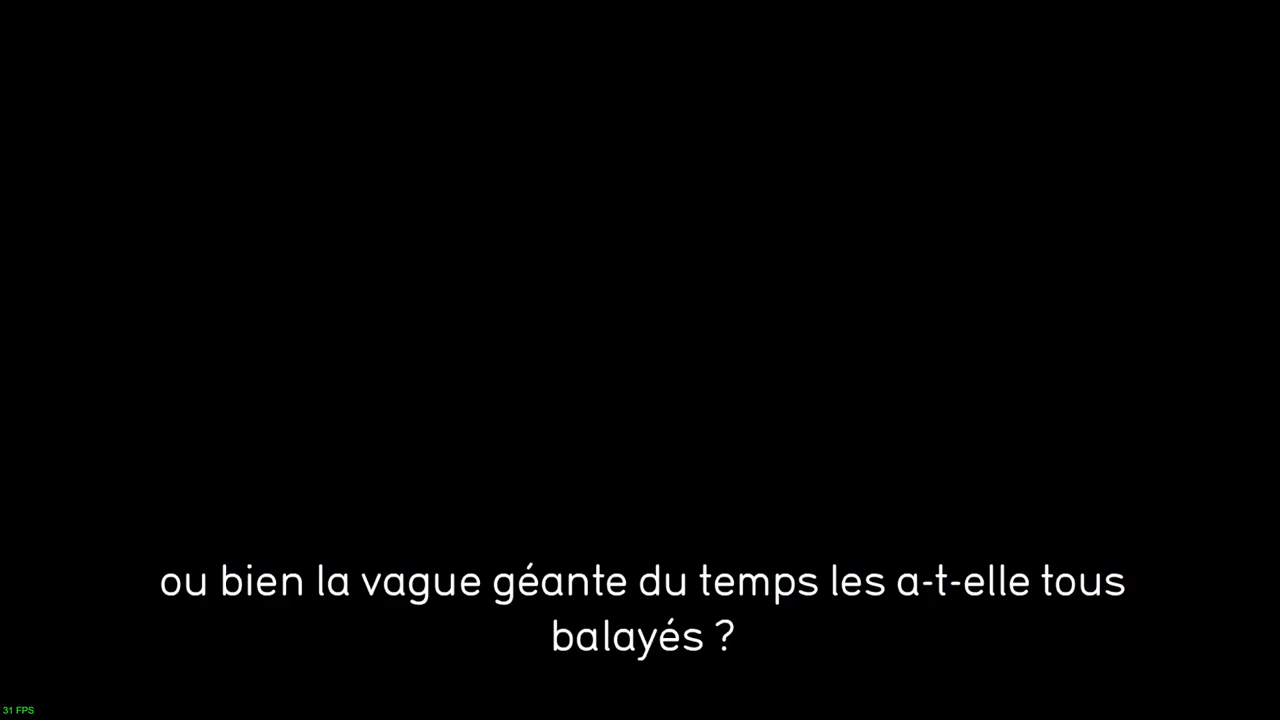 ou bien la vague géante du temps les a-t-elle tous
balayés ?
31 FPS